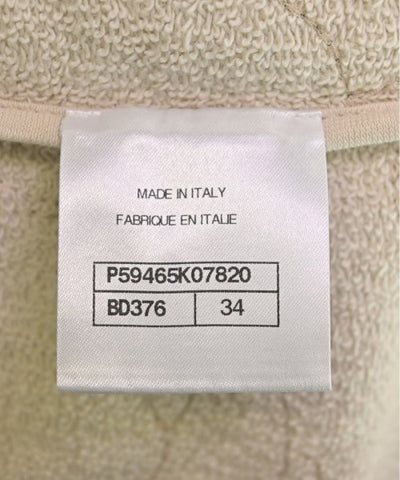 MADE IN ITALY
FABRIQUE EN ITALIE
P59465K07820
BD376 34